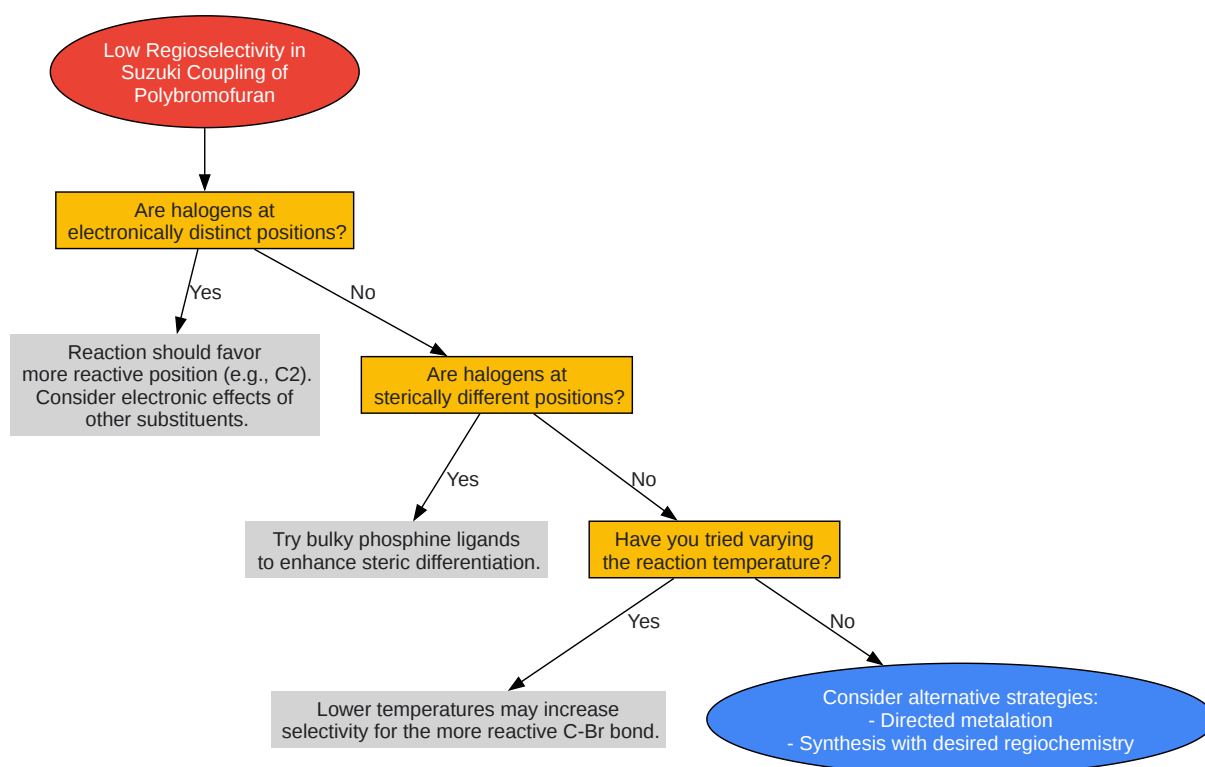 Low Regioselectivity in
Suzuki Coupling of
Polybromofuran
Are halogens at
electronically distinct positions?
Yes
No
Reaction should favor
more reactive position (e.g., C2).
Consider electronic effects of
other substituents.
Are halogens at
sterically different positions?
Yes
No
Try bulky phosphine ligands
to enhance steric differentiation.
Have you tried varying
the reaction temperature?
Yes
No
Lower temperatures may increase
selectivity for the more reactive C-Br bond.
Consider alternative strategies:
- Directed metalation
- Synthesis with desired regiochemistry